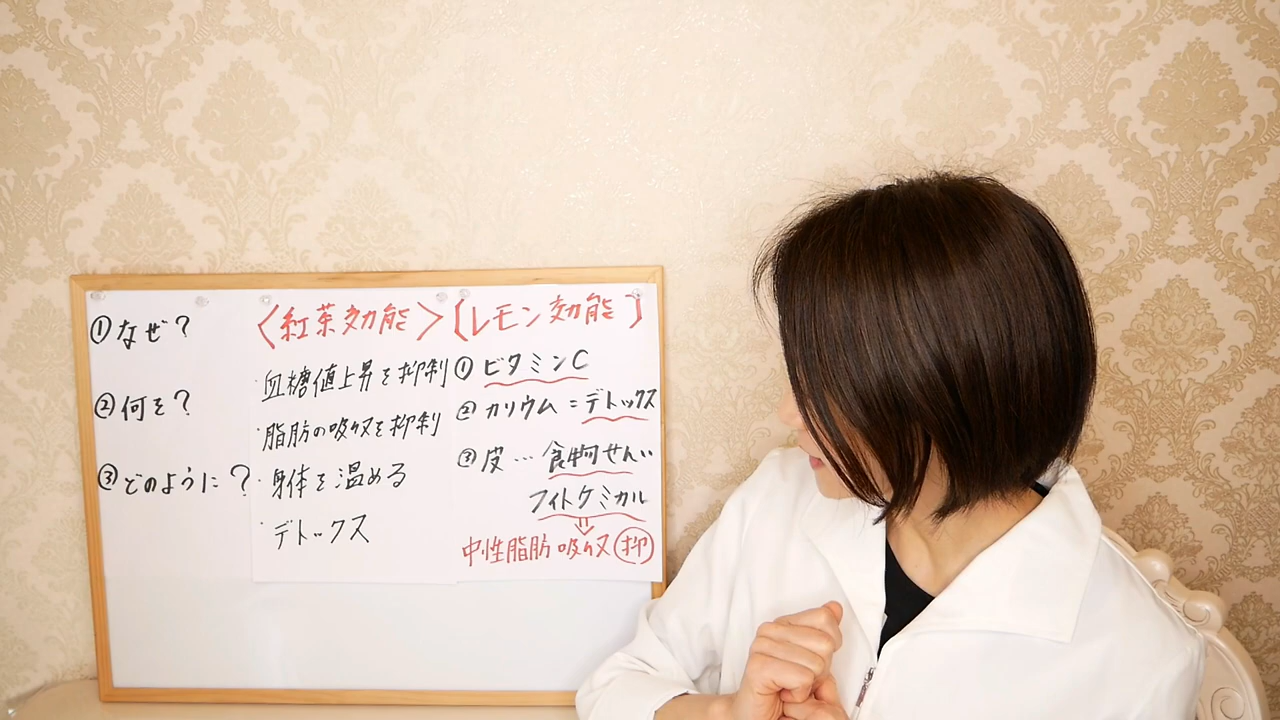 ①なぜ?
②何を?
③どのように?
〈紅茶効能〉
・血糖値上昇を抑制
・脂肪の吸収を抑制
・身体を温める
・デトックス
[レモン効能]
①ビタミンC
②カリウム=デトックス
③皮…食物せんい
フィトケミカル
⇓
中性脂肪吸収抑